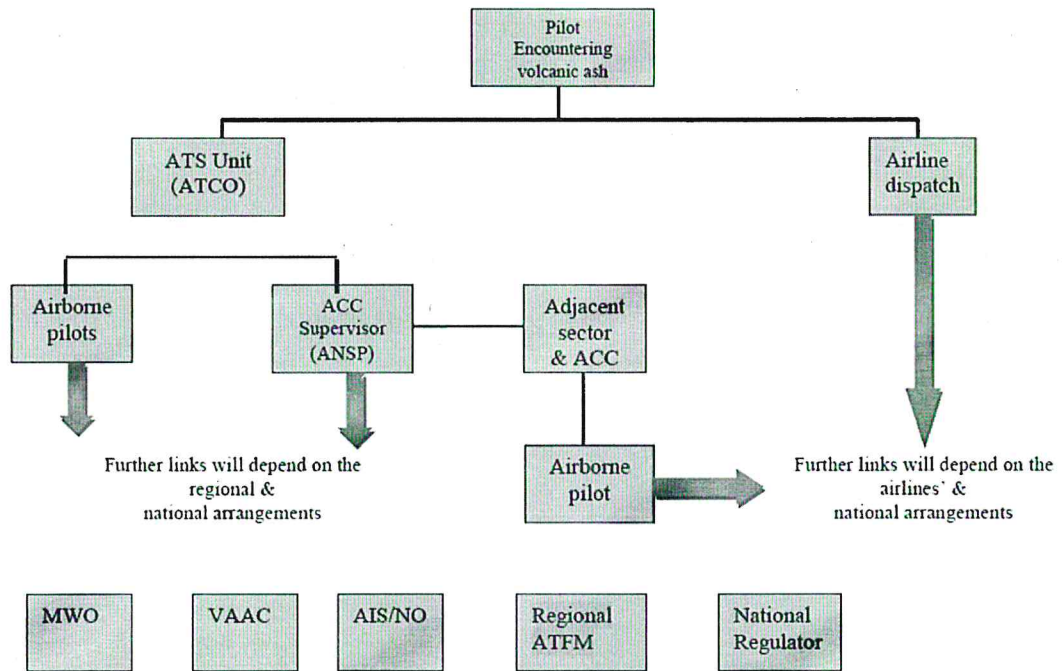 Pilot
Encountering
volcanic ash
ATS Unit
(ATCO)
Airline
dispatch
Airborne
pilots
ACC
Supervisor
(ANSP)
Adjacent
sector
& ACC
Further links will depend on the
regional &
national arrangements
Airborne
pilot
Further links will depend on the
airlines` &
national arrangements
MWO
VAAC
AIS/NO
Regional
ATFM
National
Regulator